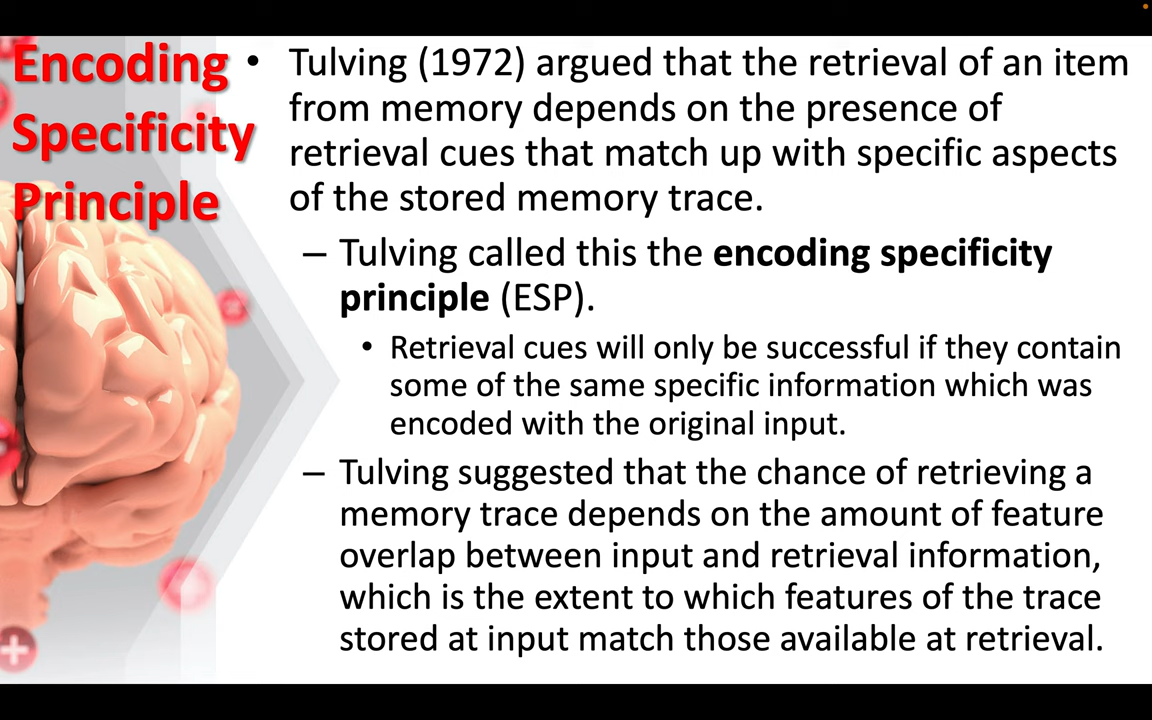 Encoding
Specificity
Principle
• Tulving (1972) argued that the retrieval of an item
from memory depends on the presence of
retrieval cues that match up with specific aspects
of the stored memory trace.
– Tulving called this the encoding specificity
principle (ESP).
• Retrieval cues will only be successful if they contain
some of the same specific information which was
encoded with the original input.
– Tulving suggested that the chance of retrieving a
memory trace depends on the amount of feature
overlap between input and retrieval information,
which is the extent to which features of the trace
stored at input match those available at retrieval.